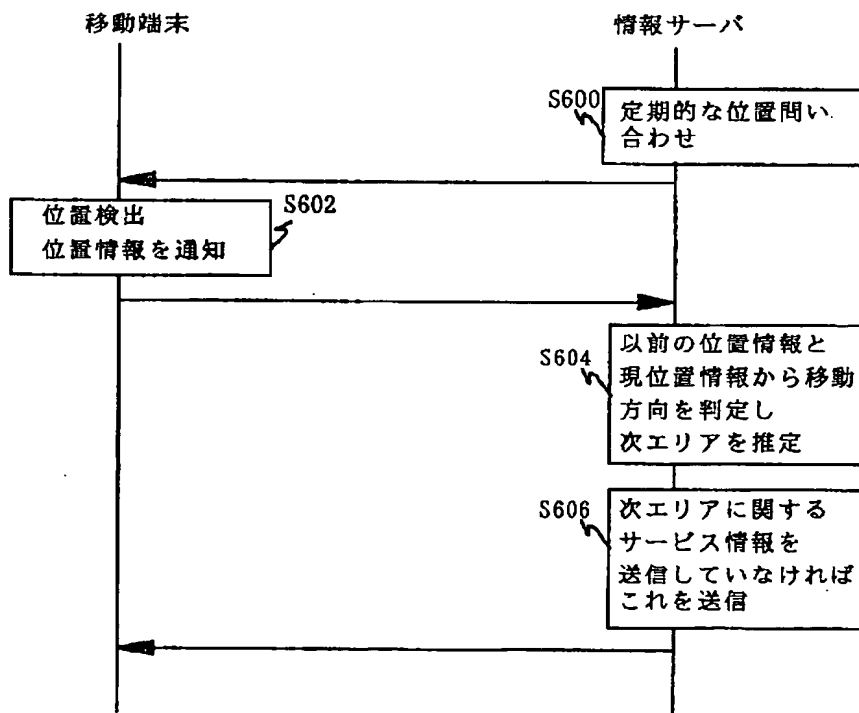 移動端末
情報サーバ
S600
定期的な位置問い
合わせ
S602
位置検出
位置情報を通知
S604
以前の位置情報と
現位置情報から移動
方向を判定し
次エリアを推定
S606
次エリアに関する
サービス情報を
送信していなければ
これを送信